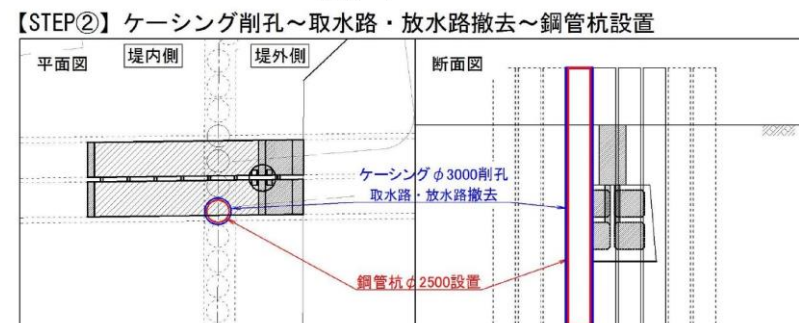 【STEP②】ケーシング削孔～取水路・放水路撤去～鋼管杭設置
平面図
堤内側
堤外側
断面図
ケーシングφ3000削孔
取水路・放水路撤去
鋼管杭φ2500設置